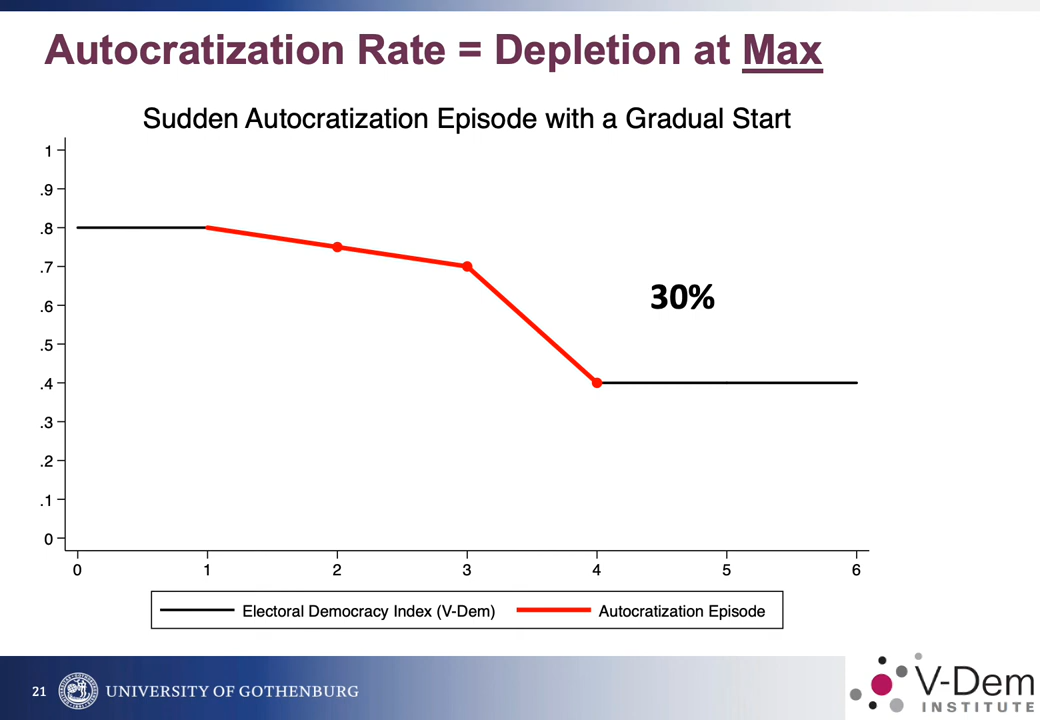 Autocratization Rate = Depletion at Max
Sudden Autocratization Episode with a Gradual Start
1
.9
.8
.7
.6
.5
.4
.3
.2
.1
0
30%
0 1 2 3 4 5 6
Electoral Democracy Index (V-Dem) Autocratization Episode
21 UNIVERSITY OF GOTHENBURG
V-Dem
INSTITUTE